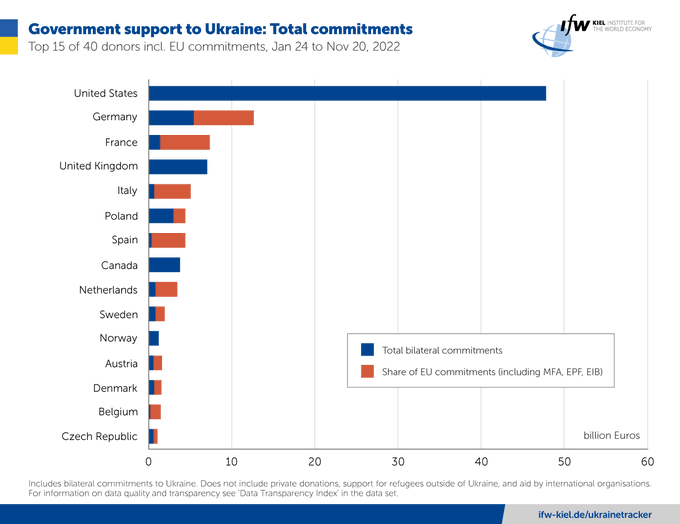 Government support to Ukraine: Total commitments
Top 15 of 40 donors incl. EU commitments, Jan 24 to Nov 20, 2022
ifw KIEL INSTITUTE FOR
THE WORLD ECONOMY
United States
Germany
France
United Kingdom
Italy
Poland
Spain
Canada
Netherlands
Sweden
Norway
Austria
Denmark
Belgium
Czech Republic
Total bilateral commitments
Share of EU commitments (including MFA, EPF, EIB)
billion Euros
0 10 20 30 40 50 60
Includes bilateral commitments to Ukraine. Does not include private donations, support for refugees outside of Ukraine, and aid by international organisations.
For information on data quality and transparency see 'Data Transparency Index' in the data set.
ifw-kiel.de/ukrainetracker